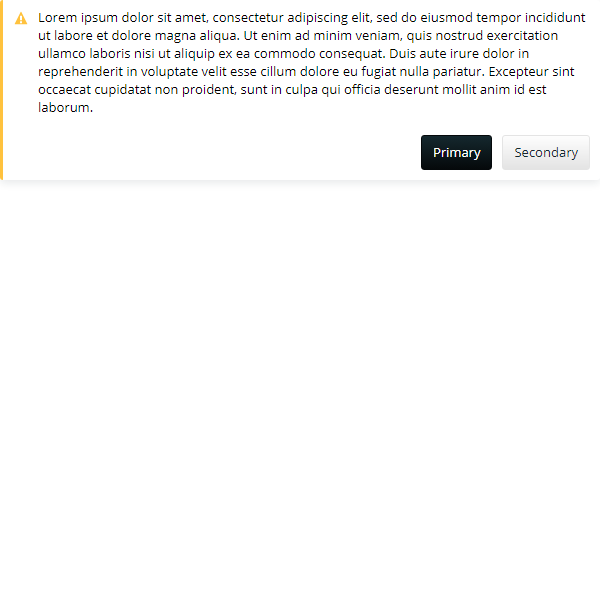 Lorem ipsum dolor sit amet, consectetur adipiscing elit, sed do eiusmod tempor incididunt
ut labore et dolore magna aliqua. Ut enim ad minim veniam, quis nostrud exercitation
ullamco laboris nisi ut aliquip ex ea commodo consequat. Duis aute irure dolor in
reprehenderit in voluptate velit esse cillum dolore eu fugiat nulla pariatur. Excepteur sint
occaecat cupidatat non proident, sunt in culpa qui officia deserunt mollit anim id est
laborum.
Primary Secondary